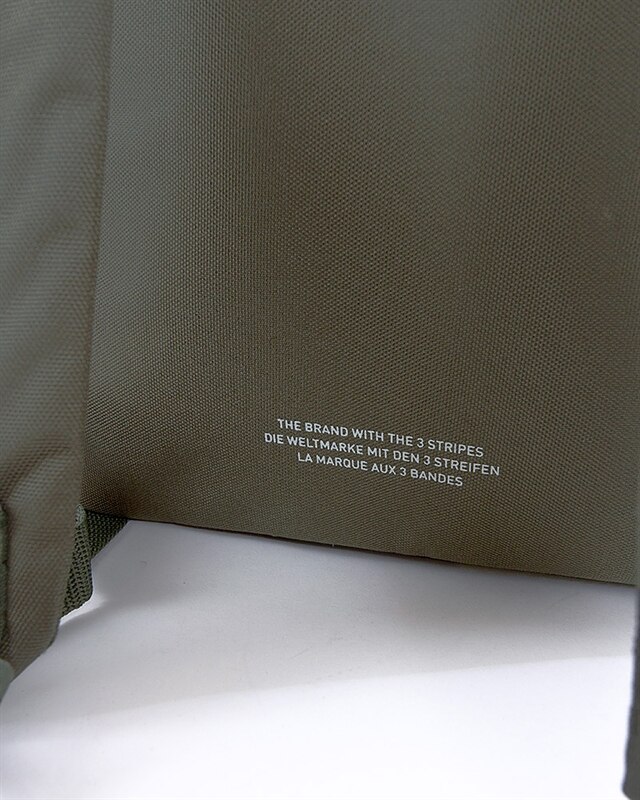 THE BRAND WITH THE 3 STRIPES
DIE WELTMARKE MIT DEN 3 STREIFEN
LA MARQUE AUX 3 BANDES